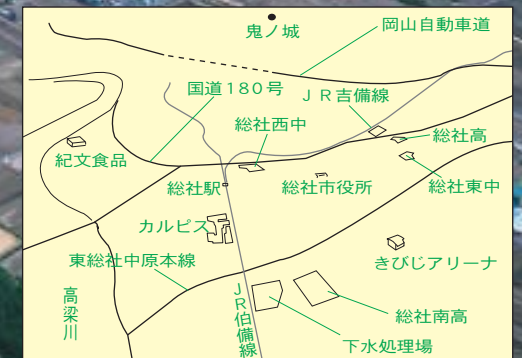 鬼ノ城
岡山自動車道
国道180号
JR吉備線
総社西中
総社高
紀文食品
総社駅
総社市役所
総社東中
カルピス
東総社中原本線
きびじアリーナ
高梁川
JR伯備線
総社南高
下水処理場